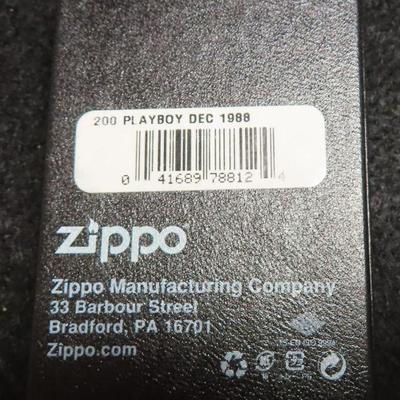 200 PLAYBOY DEC 1988
0 41689 78812 4
zippo
Zippo Manufacturing Company
33 Barbour Street
Bradford, PA 16701
Zippo.com